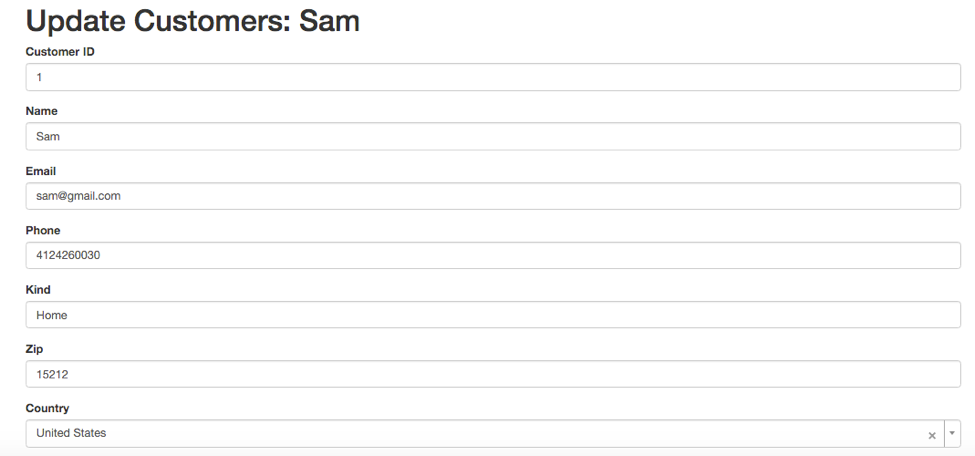 Update Customers: Sam
Customer ID
1
Name
Sam
Email
sam@gmail.com
Phone
4124260030
Kind
Home
Zip
15212
Country
United States